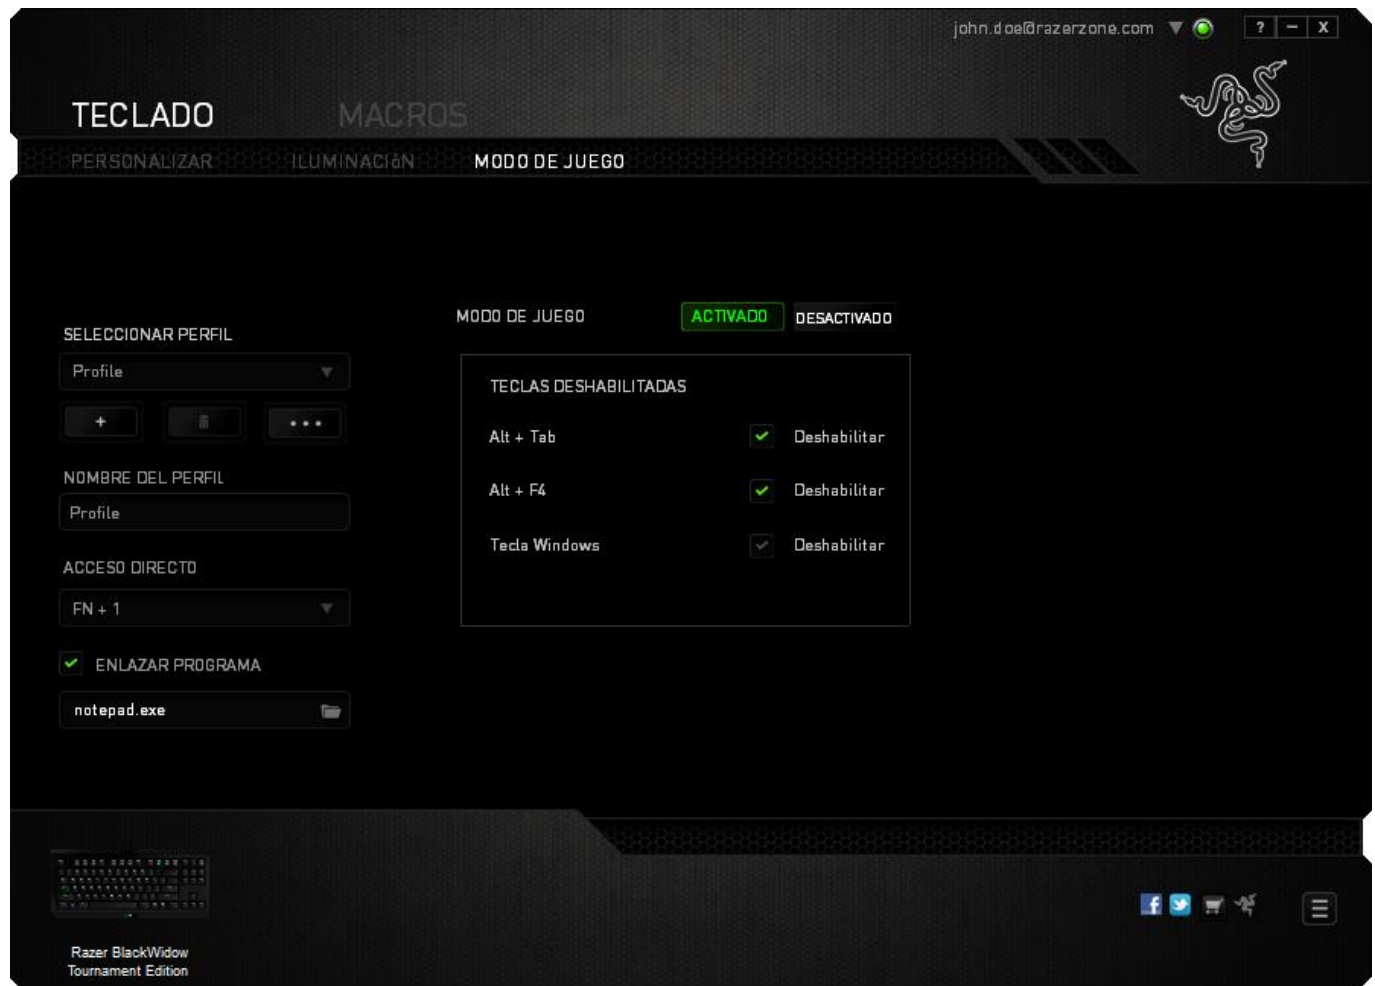 john.doe@razerzone.com
? – X
TECLADO MACROS
PERSONALIZAR ILUMINACIóN MODO DE JUEGO
MODO DE JUEGO ACTIVADO DESACTIVADO
SELECCIONAR PERFIL
Profile
+ •••
NOMBRE DEL PERFIL
Profile
ACCESO DIRECTO
FN + 1
ENLAZAR PROGRAMA
notepad.exe
TECLAS DESHABILITADAS
Alt + Tab Deshabilitar
Alt + F4 Deshabilitar
Tecla Windows Deshabilitar
Razer BlackWidow
Tournament Edition